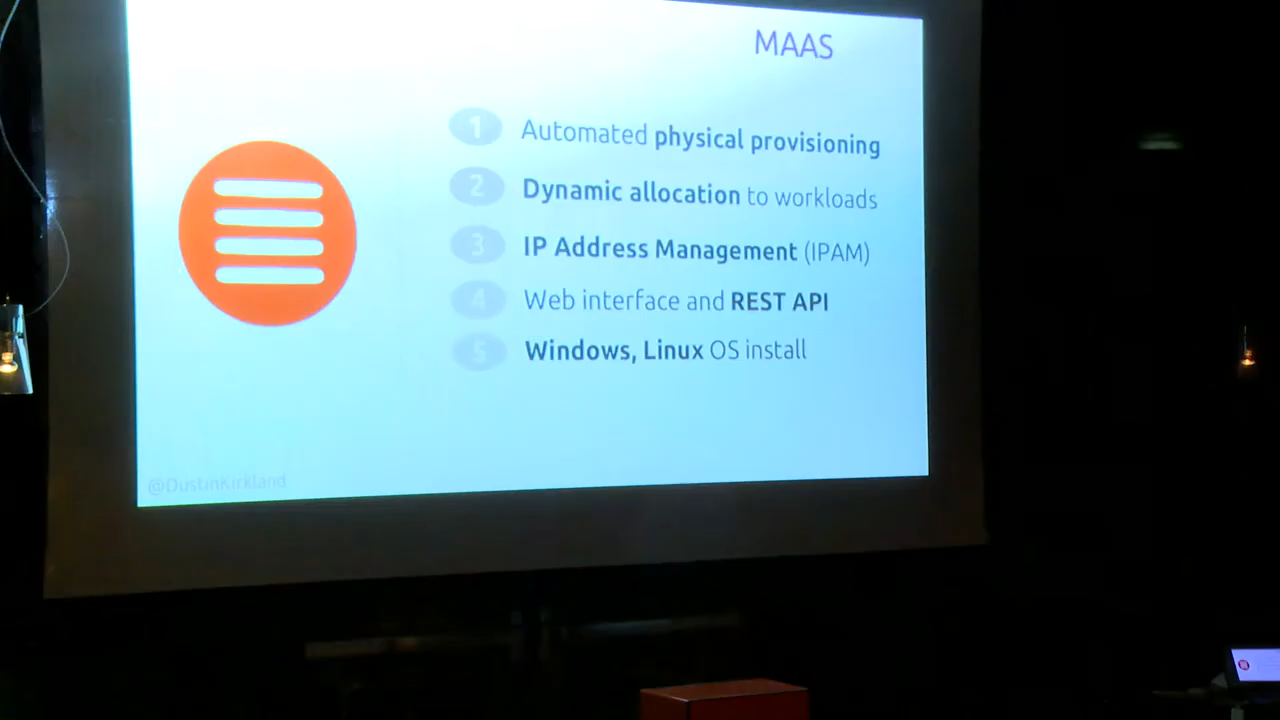 MAAS
1 Automated physical provisioning
2 Dynamic allocation to workloads
3 IP Address Management (IPAM)
4 Web interface and REST API
5 Windows, Linux OS install
@DustinKirkland